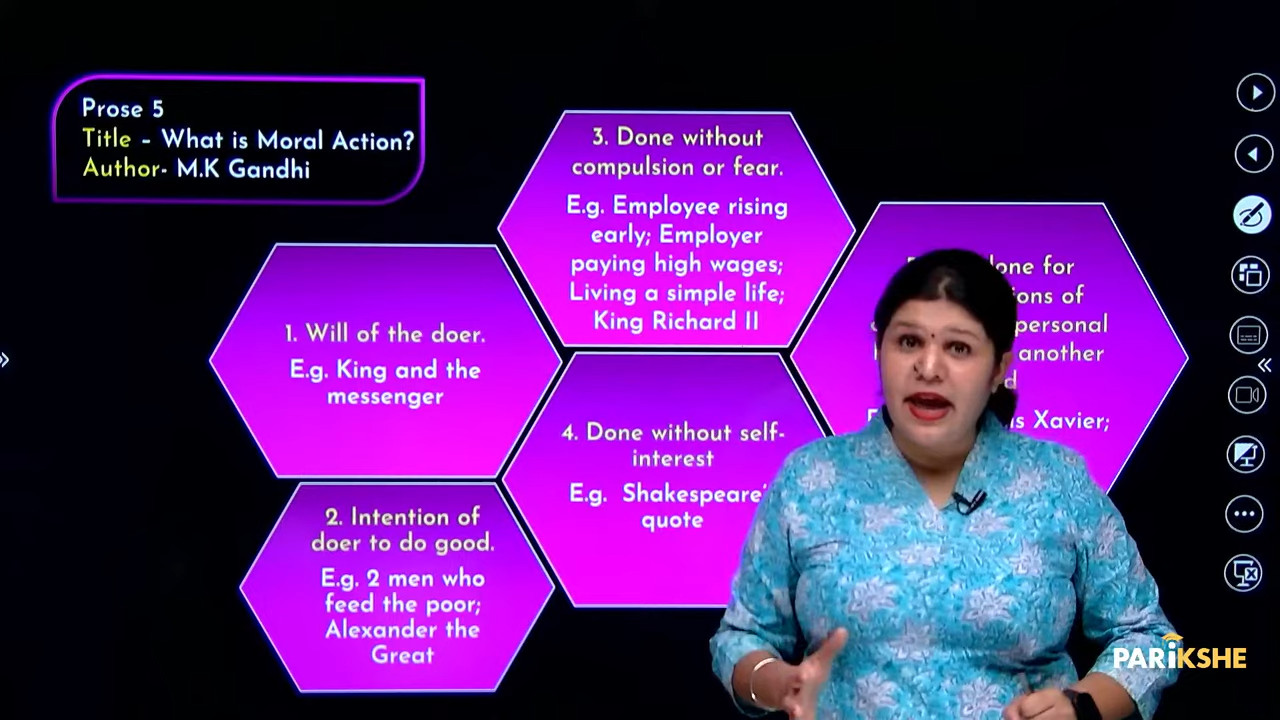 Prose 5
Title - What is Moral Action?
Author- M.K Gandhi
1. Will of the doer.
E.g. King and the
messenger
2. Intention of
doer to do good.
E.g. 2 men who
feed the poor;
Alexander the
Great
3. Done without
compulsion or fear.
E.g. Employee rising
early; Employer
paying high wages;
Living a simple life;
King Richard II
4. Done without self-
interest
E.g. Shakespeare'
quote
for
of
personal
another
Xavier;
PARIKSHE